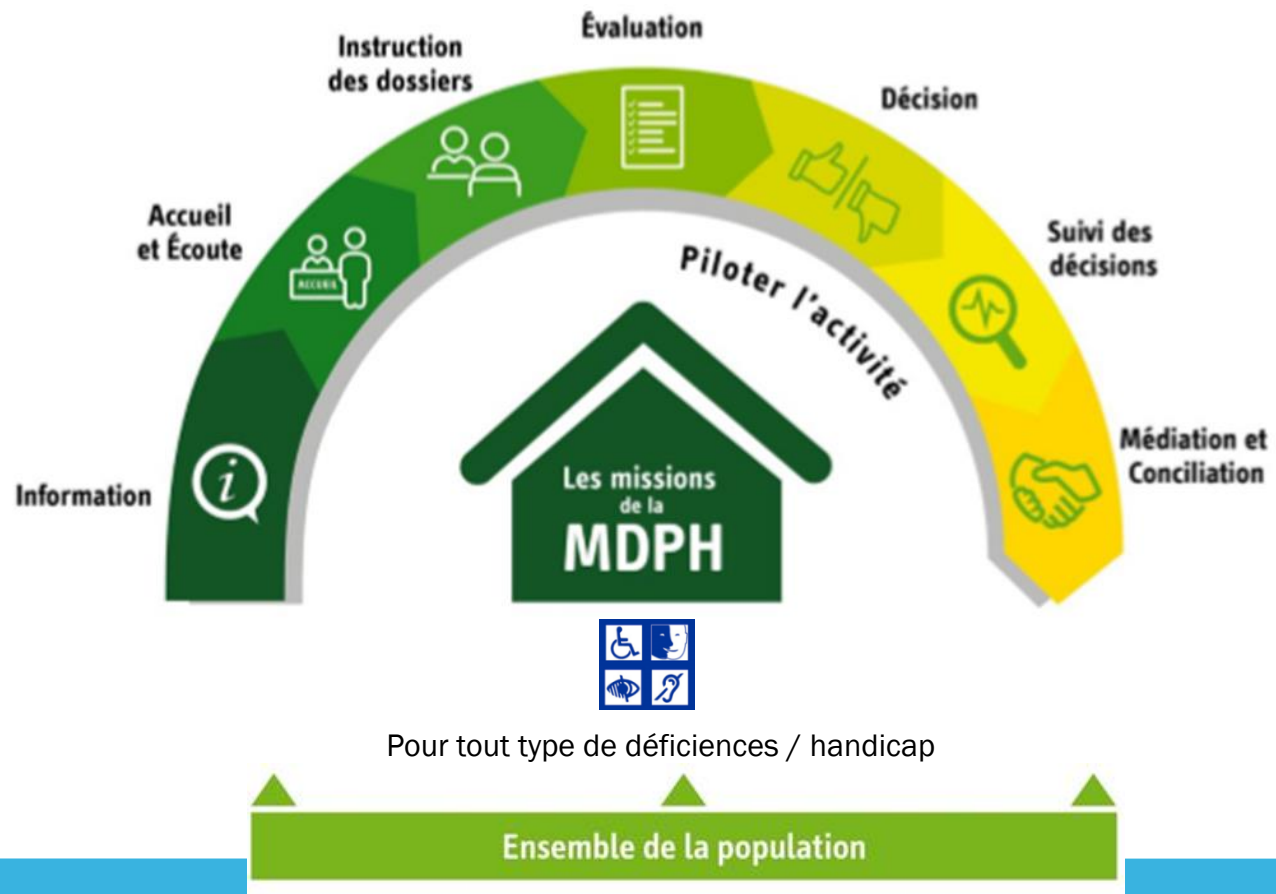 Évaluation
Instruction
des dossiers
Décision
Accueil
et Écoute
ACCUEIL
Suivi des
décisions
Piloter l'activité
Médiation et
Conciliation
Information
i
Les missions
de la
MDPH
Pour tout type de déficiences / handicap
Ensemble de la population